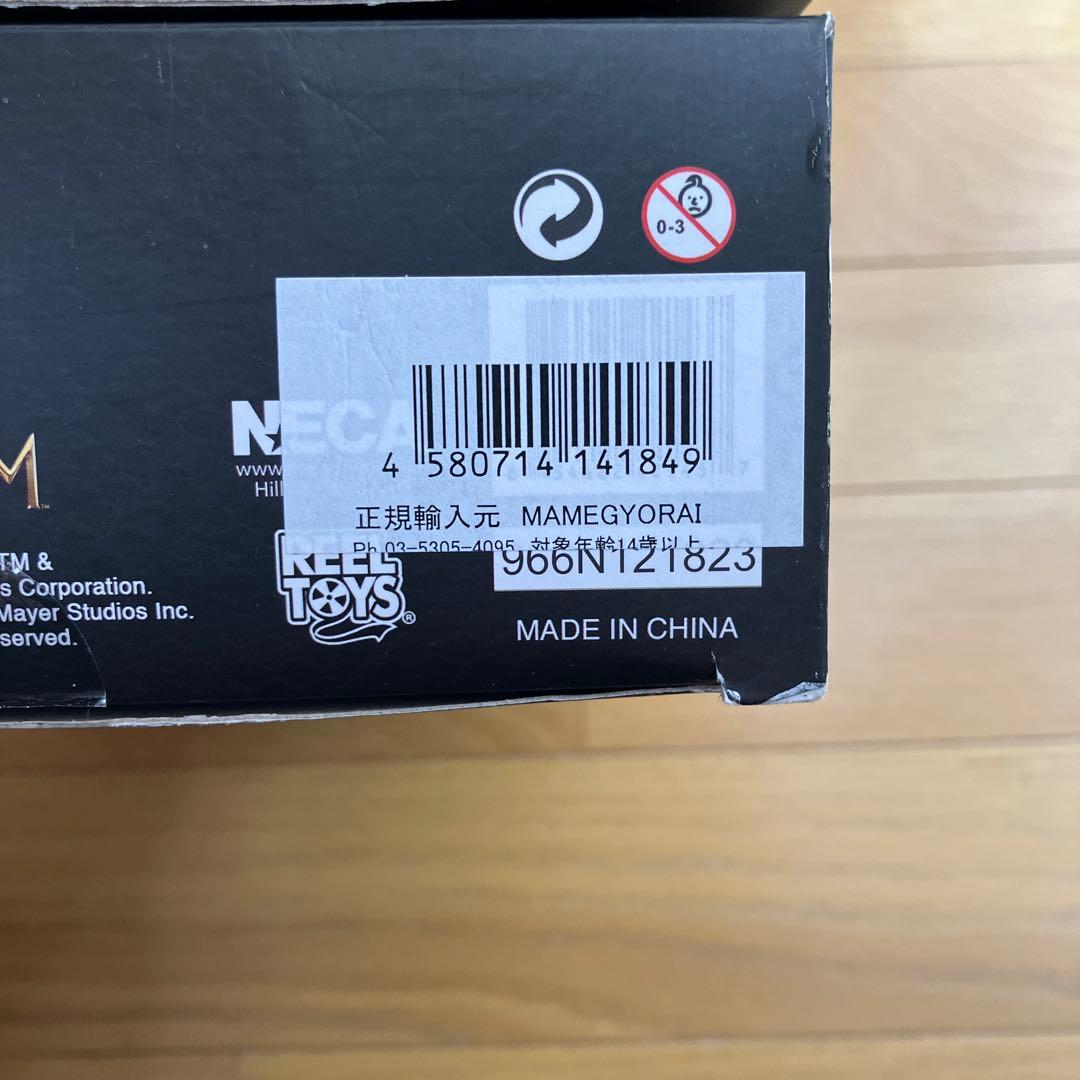 0-3
NECA
www
Hill
4 580714 141849
7
正規輸入元 MAMEGYORAI
Ph 03-5305-4095 対象年齢14歳以上
M
TM
TM &
s Corporation.
Mayer Studios Inc.
served.
REEL
TOYS®
966N121823
MADE IN CHINA